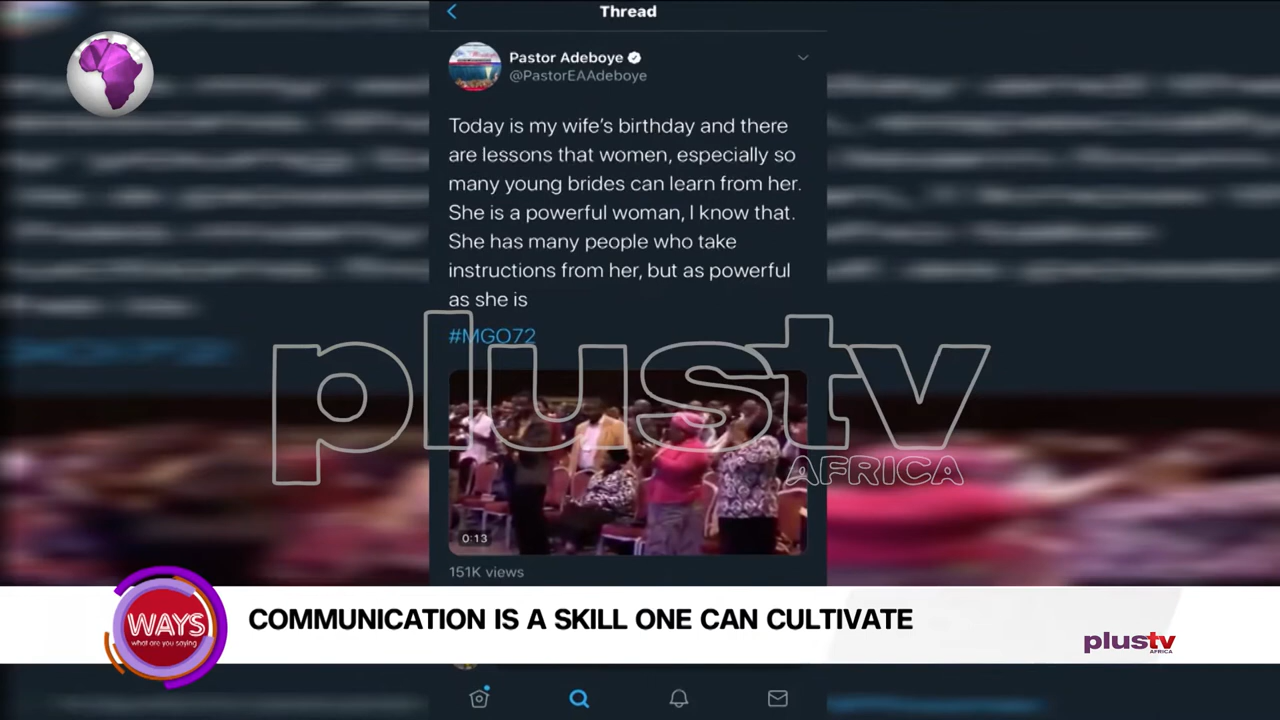 Thread
Pastor Adeboye
@PastorEAAdeboye
Today is my wife's birthday and there
are lessons that women, especially so
many young brides can learn from her.
She is a powerful woman, I know that.
She has many people who take
instructions from her, but as powerful
as she is
#MGO72
plustv
AFRICA
0:13
151K views
WAYS
what are you saying
COMMUNICATION IS A SKILL ONE CAN CULTIVATE
plustv
AFRICA